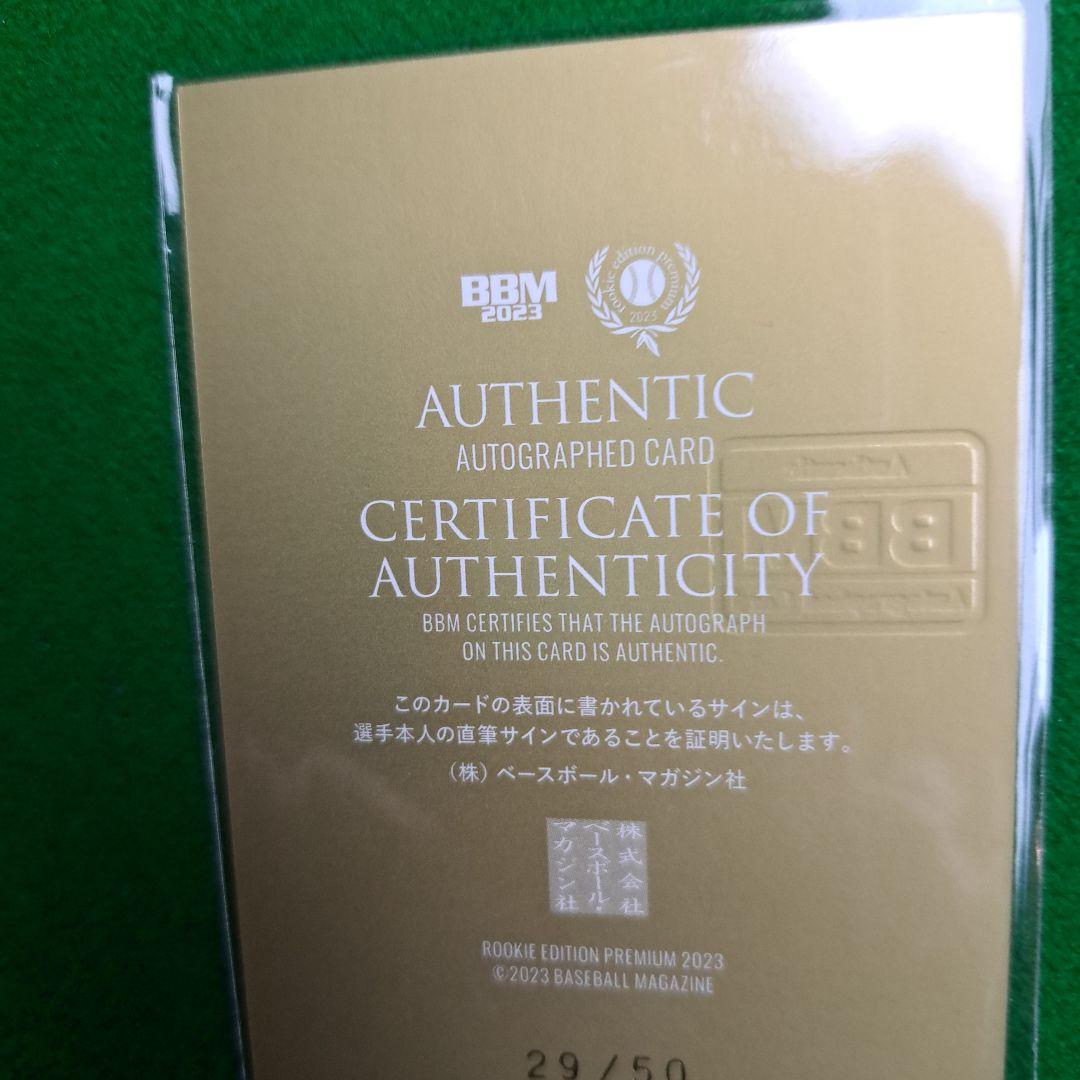 BBM
2023
rookie edition premium
2023
AUTHENTIC
AUTOGRAPHED CARD
CERTIFICATE OF
AUTHENTICITY
BBM CERTIFIES THAT THE AUTOGRAPH
ON THIS CARD IS AUTHENTIC.
このカードの表面に書かれているサインは、
選手本人の直筆サインであることを証明いたします。
(株)ベースボール・マガジン社
株式会社
ベースボール・
マガジン社
ROOKIE EDITION PREMIUM 2023
©2023 BASEBALL MAGAZINE
29/50
BBM